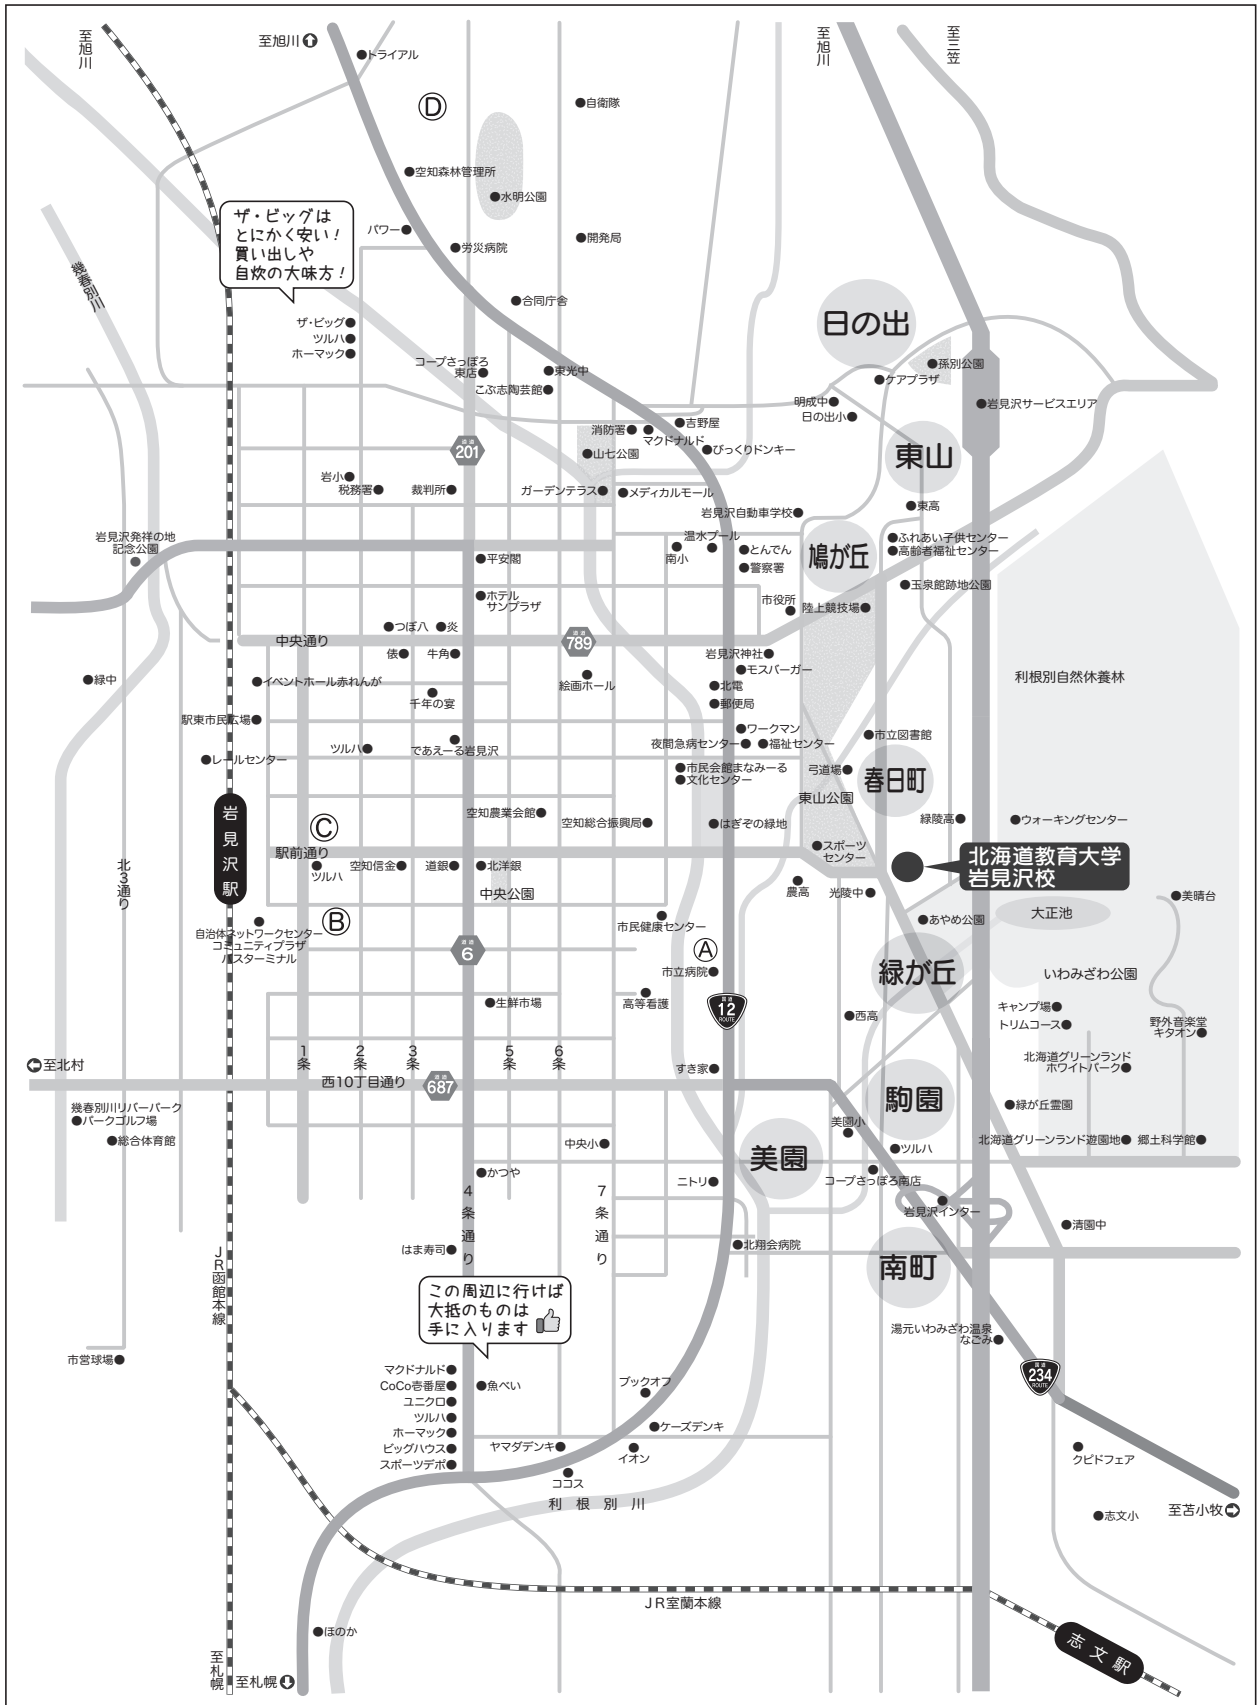 至旭川
至旭川
トライアル
至旭川
至三笠
Ⓓ
自衛隊
空知森林管理所
水明公園
ザ・ビッグは
とにかく安い！
買い出しや
自炊の大味方！
パワー
労災病院
開発局
幾春別川
合同庁舎
日の出
ザ・ビッグ
ツルハ
ホーマック
コープさっぽろ
東店
東光中
こぶ志陶芸館
孫別公園
ケアプラザ
明成中
日の出小
岩見沢サービスエリア
吉野屋
消防署
マクドナルド
びっくりドンキー
山七公園
道道
201
東山
岩小
税務署
裁判所
ガーデンテラス
メディカルモール
岩見沢自動車学校
東高
岩見沢発祥の地
記念公園
温水プール
南小
とんでん
警察署
鳩が丘
ふれあい子供センター
高齢者福祉センター
平安閣
玉泉館跡地公園
ホテル
サンプラザ
市役所
陸上競技場
つぼ八
炎
中央通り
道道
789
俵
牛角
岩見沢神社
モスバーガー
緑中
イベントホール赤れんが
千年の宴
絵画ホール
北電
郵便局
利根別自然休養林
駅東市民広場
ワークマン
市立図書館
ツルハ
であえーる岩見沢
夜間急病センター
福祉センター
レールセンター
市民会館まなみーる
文化センター
弓道場
春日町
東山公園
岩見沢駅
空知農業会館
空知総合振興局
はぎぞの緑地
緑陵高
ウォーキングセンター
Ⓒ
駅前通り
ツルハ
空知信金
道銀
北洋銀
スポーツ
センター
北海道教育大学
岩見沢校
北3通り
中央公園
農高
光陵中
美晴台
自治体ネットワークセンター
コミュニティプラザ
バスターミナル
Ⓑ
市民健康センター
あやめ公園
大正池
道道
6
Ⓐ
市立病院
緑が丘
いわみざわ公園
生鮮市場
高等看護
国道
12
ROUTE
西高
キャンプ場
トリムコース
野外音楽堂
キタオン
1条
2条
3条
5条
6条
至北村
西10丁目通り
道道
687
すき家
北海道グリーンランド
ホワイトパーク
駒園
幾春別川リバーパーク
パークゴルフ場
総合体育館
緑が丘霊園
中央小
美園小
美園
ツルハ
北海道グリーンランド遊園地
郷土科学館
かつや
ニトリ
コープさっぽろ南店
4条通り
7条通り
岩見沢インター
清園中
はま寿司
北翔会病院
南町
JR函館本線
この周辺に行けば
大抵のものは
手に入ります
湯元いわみざわ温泉
なごみ
市営球場
マクドナルド
CoCo壱番屋
ユニクロ
ツルハ
ホーマック
ビッグハウス
スポーツデポ
魚べい
ブックオフ
国道
234
ROUTE
ケーズデンキ
ヤマダデンキ
イオン
ココス
クピドフェア
利根別川
志文小
至苫小牧
JR室蘭本線
ほのか
志文駅
至札幌
至札幌